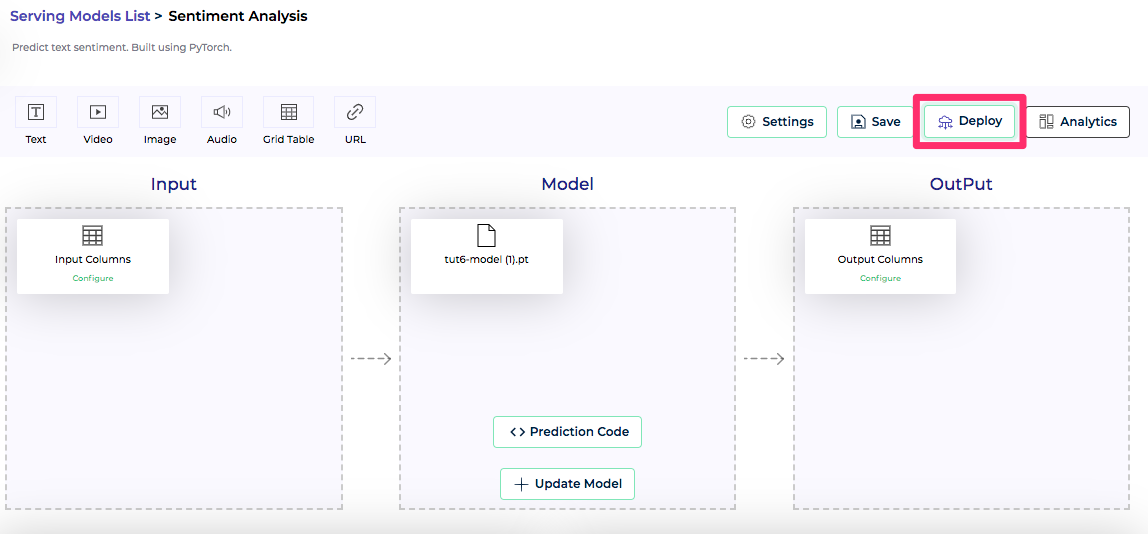 Serving Models List > Sentiment Analysis
Predict text sentiment. Built using PyTorch.
Text Video Image Audio Grid Table URL
Settings Save Deploy Analytics
Input Model OutPut
Input Columns
Configure
tut6-model (1).pt
Output Columns
Configure
<> Prediction Code
+ Update Model